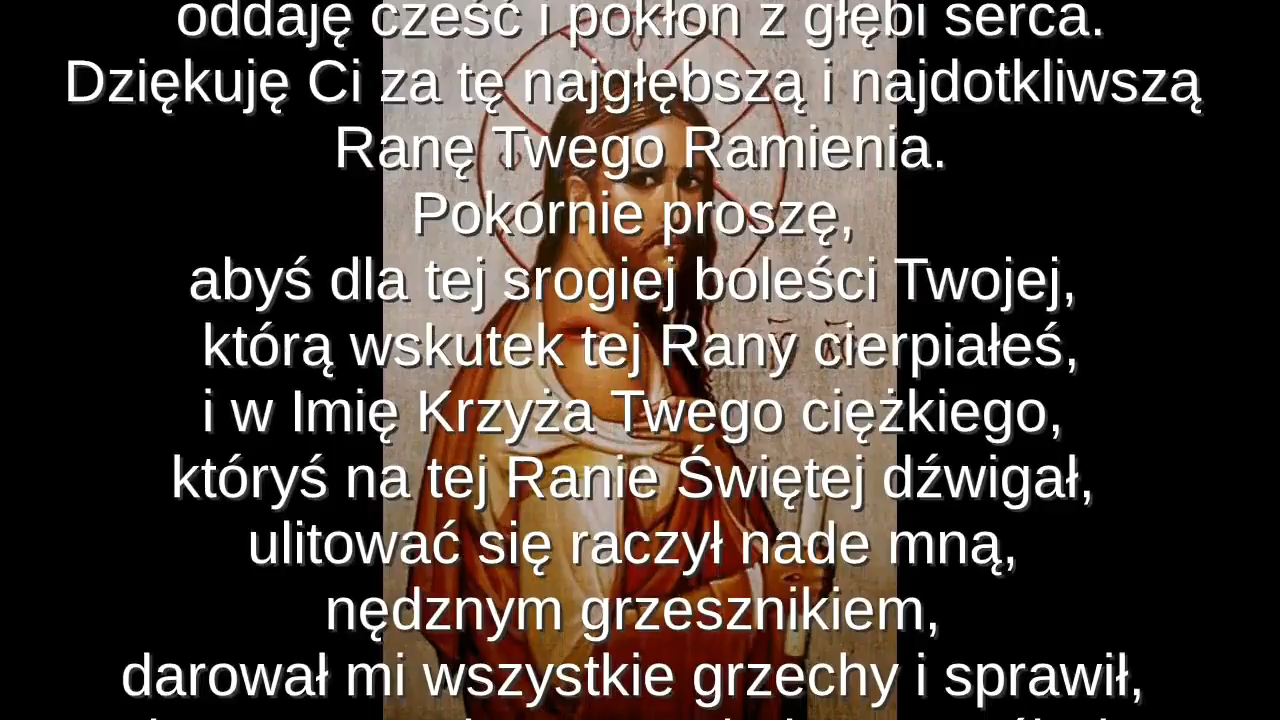 oddaję cześć i pokłon z głębi serca.
Dziękuję Ci za tę najgłębszą i najdotkliwszą
Ranę Twego Ramienia.
Pokornie proszę,
abyś dla tej srogiej boleści Twojej,
którą wskutek tej Rany cierpiałeś,
i w Imię Krzyża Twego ciężkiego,
któryś na tej Ranie Świętej dźwigał,
ulitować się raczył nade mną,
nędznym grzesznikiem,
darował mi wszystkie grzechy i sprawił,